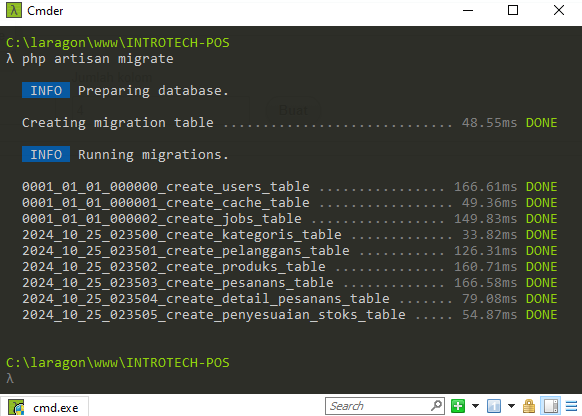 Cmder
C:\laragon\www\INTROTECH-POS
λ php artisan migrate
INFO Preparing database.
Creating migration table ............................. 48.55ms DONE
INFO Running migrations.
0001_01_01_000000_create_users_table ................ 166.61ms DONE
0001_01_01_000001_create_cache_table ................. 49.36ms DONE
0001_01_01_000002_create_jobs_table ................. 149.83ms DONE
2024_10_25_023500_create_kategoris_table ............. 33.82ms DONE
2024_10_25_023501_create_pelanggans_table ........... 126.31ms DONE
2024_10_25_023502_create_produks_table .............. 160.71ms DONE
2024_10_25_023503_create_pesanans_table ............. 166.58ms DONE
2024_10_25_023504_create_detail_pesanans_table ....... 79.08ms DONE
2024_10_25_023505_create_penyesuaian_stoks_table ..... 54.87ms DONE
C:\laragon\www\INTROTECH-POS
λ
cmd.exe
Search